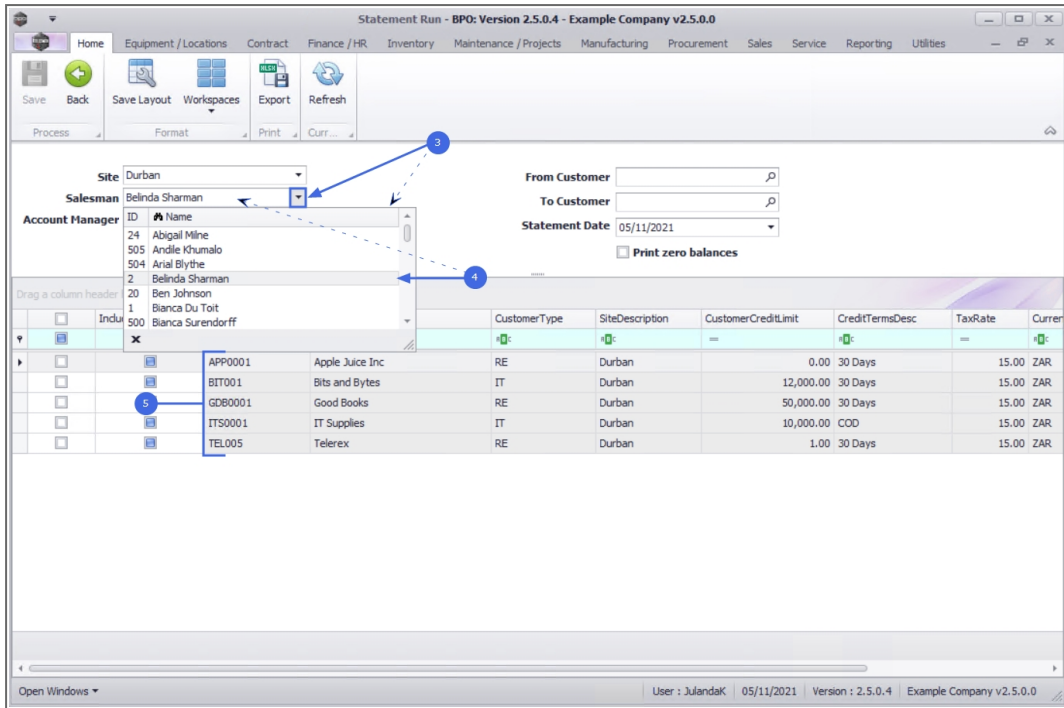 Statement Run - BPO: Version 2.5.0.4 - Example Company v2.5.0.0
Home Equipment / Locations Contract Finance / HR Inventory Maintenance / Projects Manufacturing Procurement Sales Service Reporting Utilities
Save Back Save Layout Workspaces Export Refresh
Process Format Print Curr...
3
Site Durban
Salesman Belinda Sharman
Account Manager
From Customer
To Customer
Statement Date 05/11/2021
Print zero balances
ID Name
24 Abigail Milne
505 Andile Khumalo
504 Arial Blythe
2 Belinda Sharman
20 Ben Johnson
1 Bianca Du Toit
500 Bianca Surendorff
4
Drag a column header
Inclu CustomerType SiteDescription CustomerCreditLimit CreditTermsDesc TaxRate Curren
APP0001 Apple Juice Inc RE Durban 0.00 30 Days 15.00 ZAR
BIT001 Bits and Bytes IT Durban 12,000.00 30 Days 15.00 ZAR
5 GDB0001 Good Books RE Durban 50,000.00 30 Days 15.00 ZAR
ITS0001 IT Supplies IT Durban 10,000.00 COD 15.00 ZAR
TEL005 Telerex RE Durban 1.00 30 Days 15.00 ZAR
Open Windows User : JulandaK 05/11/2021 Version : 2.5.0.4 Example Company v2.5.0.0